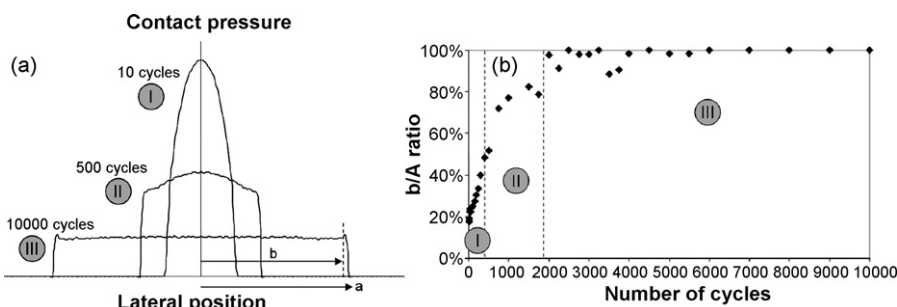 Contact pressure
(a)
10 cycles
I
500 cycles
II
10000 cycles
III
b
a
Lateral position
(b)
b/A ratio
100%
80%
60%
40%
20%
0%
I
II
III
0 1000 2000 3000 4000 5000 6000 7000 8000 9000 10000
Number of cycles